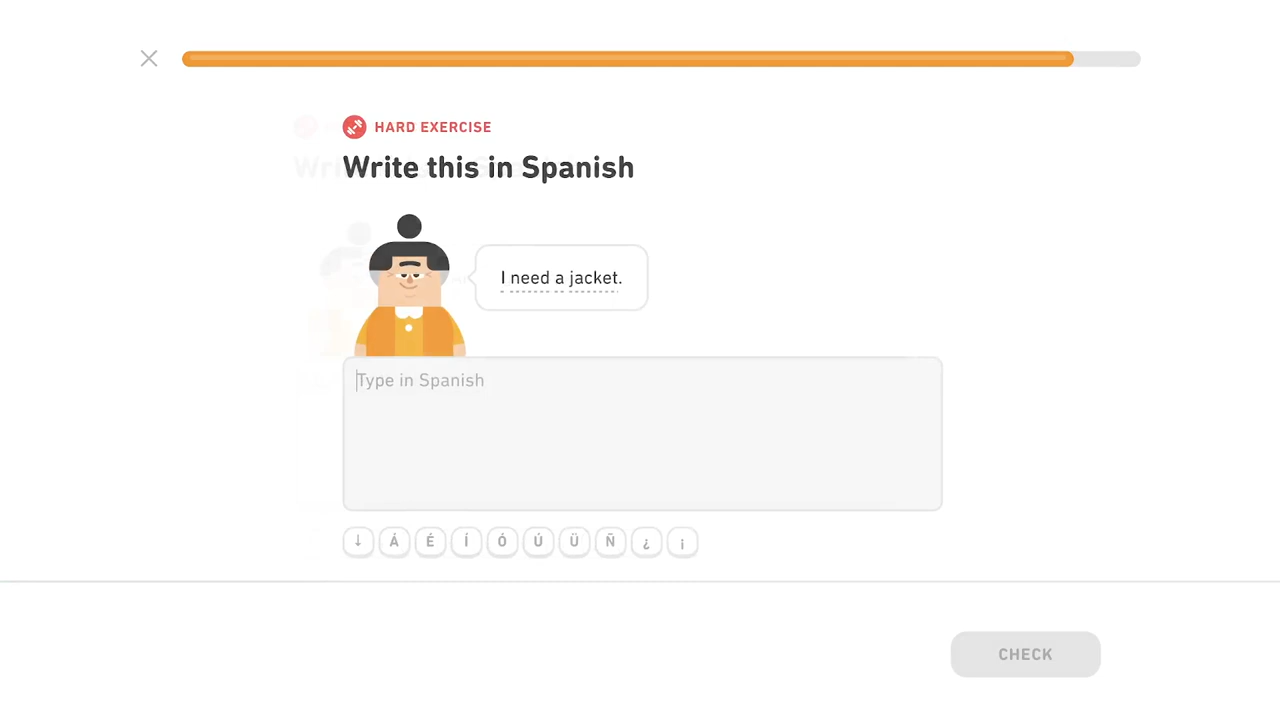 HARD EXERCISE
Write this in Spanish
I need a jacket.
Type in Spanish
↓ Á É Í Ó Ú Ü Ñ ¿ ¡
CHECK